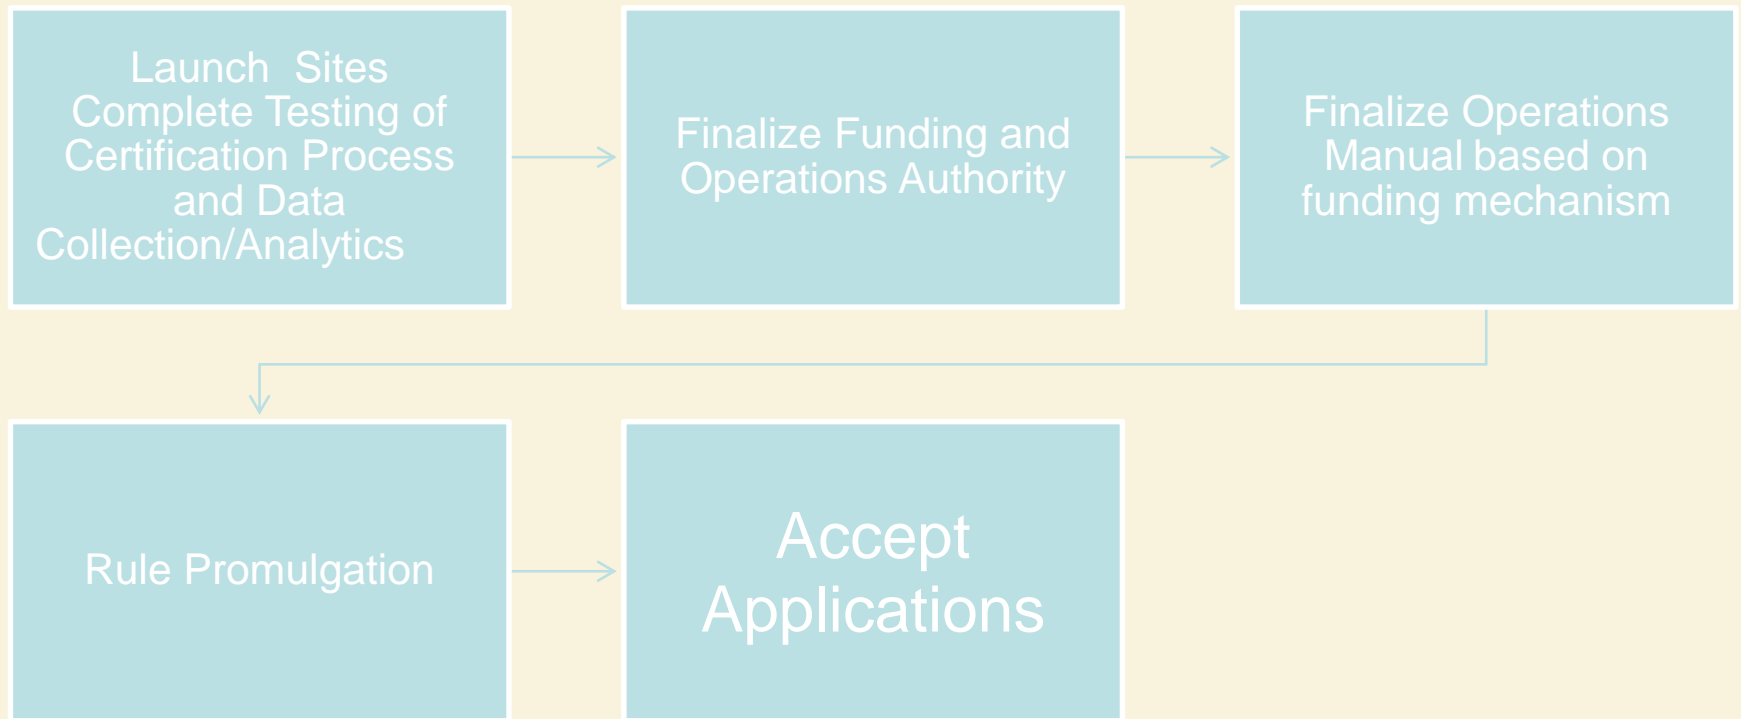 Launch  Sites
Complete Testing of
Certification Process
and Data
Collection/Analytics
Finalize Funding and
Operations Authority
Finalize Operations
Manual based on
funding mechanism
Rule Promulgation
Accept
Applications